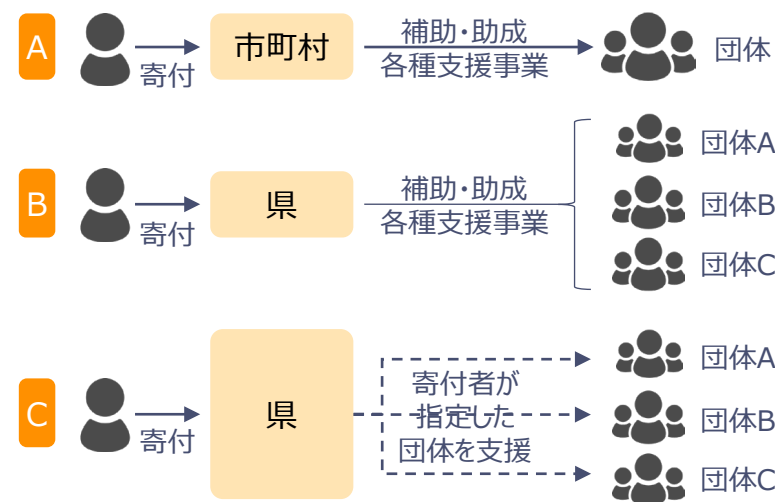 A
寄付
市町村
補助・助成
各種支援事業
団体
B
寄付
県
補助・助成
各種支援事業
団体A
団体B
団体C
C
寄付
県
寄付者が
指定した
団体を支援
団体A
団体B
団体C